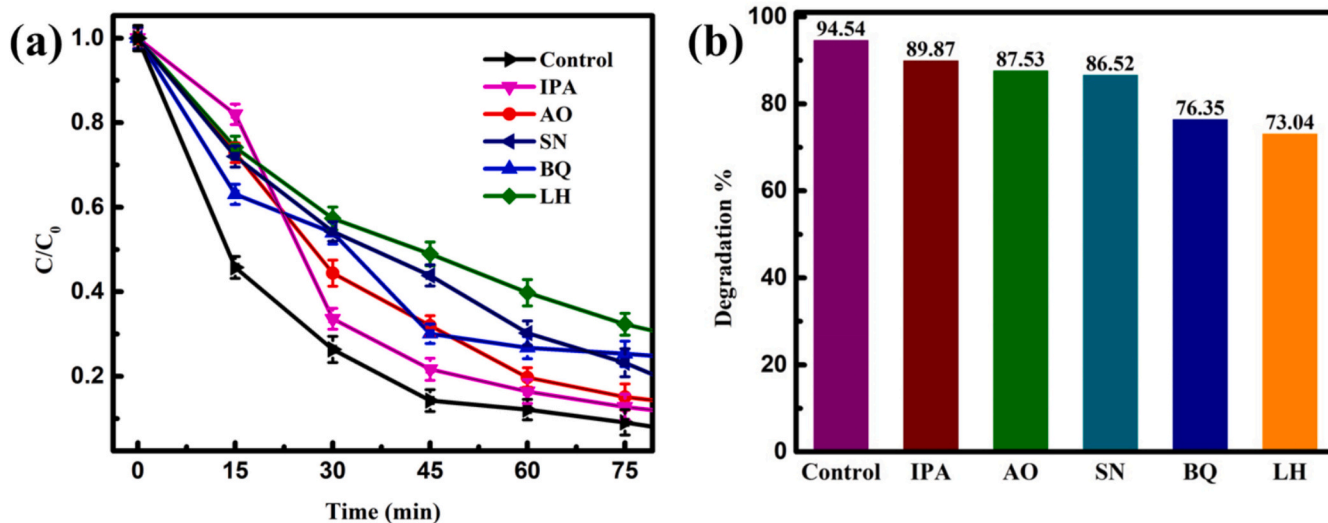 (a)
1.0
0.8
0.6
0.4
0.2
C/C0
0
15
30
45
60
75
Time (min)
Control
IPA
AO
SN
BQ
LH
(b)
100
80
60
40
20
0
Degradation %
94.54
89.87
87.53
86.52
76.35
73.04
Control
IPA
AO
SN
BQ
LH